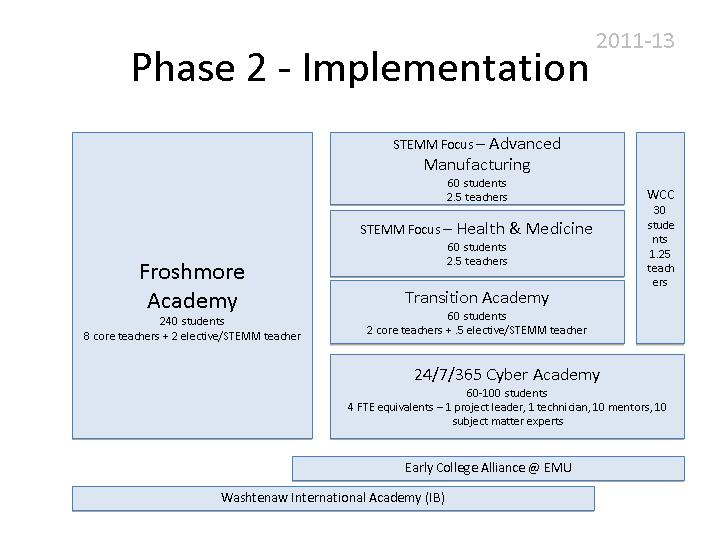 2011-13
Phase 2 - Implementation
Froshmore
Academy
240 students
8 core teachers + 2 elective/STEMM teacher
STEMM Focus – Advanced
Manufacturing
60 students
2.5 teachers
STEMM Focus – Health & Medicine
60 students
2.5 teachers
Transition Academy
60 students
2 core teachers + .5 elective/STEMM teacher
WCC
30
stude
nts
1.25
teach
ers
24/7/365 Cyber Academy
60-100 students
4 FTE equivalents – 1 project leader, 1 technician, 10 mentors, 10
subject matter experts
Early College Alliance @ EMU
Washtenaw International Academy (IB)